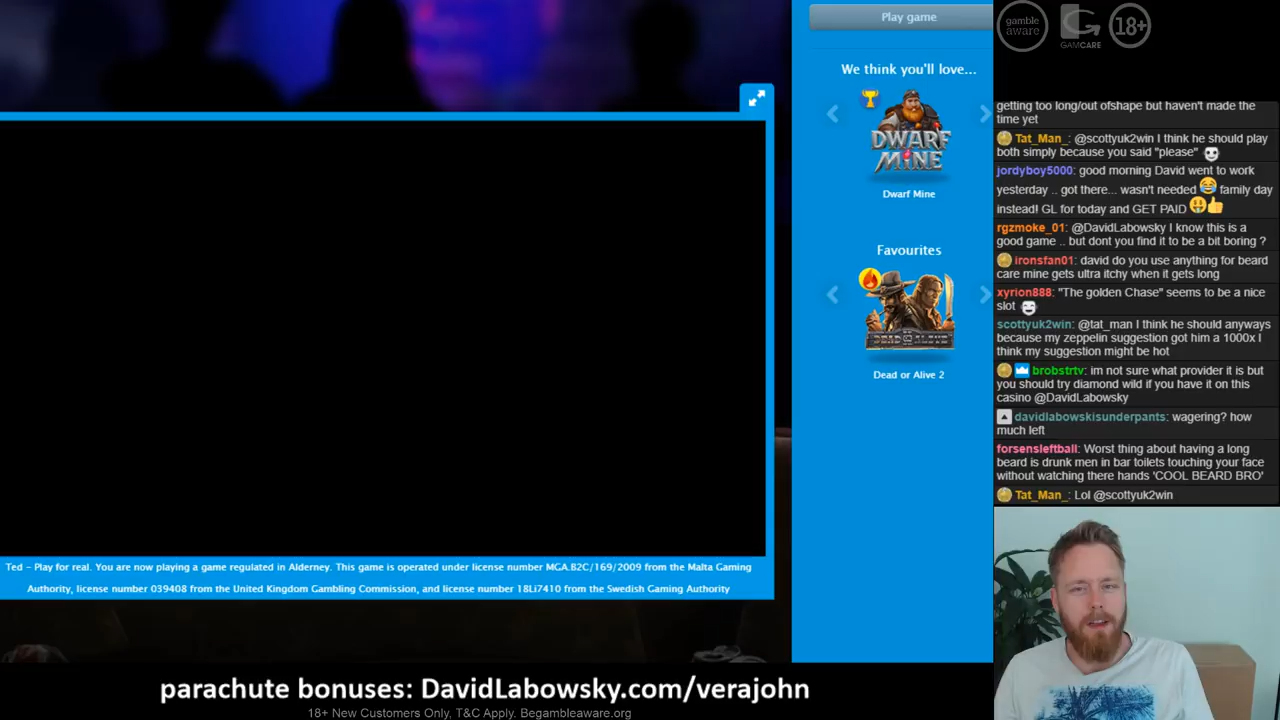 Play game
We think you'll love...
DWARF
MINE
Dwarf Mine
Favourites
DEAD OR ALIVE
Dead or Alive 2
Ted - Play for real. You are now playing a game regulated in Alderney. This game is operated under license number MGA.B2C/169/2009 from the Malta Gaming
Authority, license number 039408 from the United Kingdom Gambling Commission, and license number 18Li7410 from the Swedish Gaming Authority
parachute bonuses: DavidLabowsky.com/verajohn
18+ New Customers Only, T&C Apply. Begambleaware.org
gamble
aware
GAMCARE
18+
getting too long/out ofshape but haven't made the
time yet
Tat_Man_: @scottyuk2win I think he should play
both simply because you said "please"
jordyboy5000: good morning David went to work
yesterday .. got there... wasn't needed family day
instead! GL for today and GET PAID
rgzmoke_01: @DavidLabowsky I know this is a
good game .. but dont you find it to be a bit boring ?
ironsfan01: david do you use anything for beard
care mine gets ultra itchy when it gets long
xyrion888: "The golden Chase" seems to be a nice
slot
scottyuk2win: @tat_man I think he should anyways
because my zeppelin suggestion got him a 1000x I
think my suggestion might be hot
brobstrtv: im not sure what provider it is but
you should try diamond wild if you have it on this
casino @DavidLabowsky
davidlabowskisunderpants: wagering? how
much left
forsensleftball: Worst thing about having a long
beard is drunk men in bar toilets touching your face
without watching there hands 'COOL BEARD BRO'
Tat_Man_: Lol @scottyuk2win